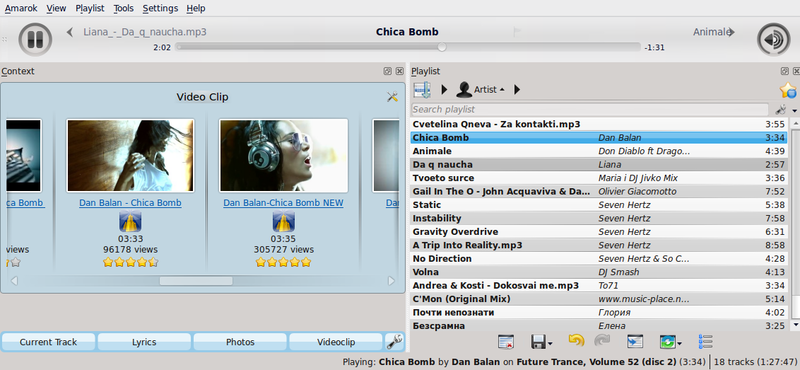 Amarok View Playlist Tools Settings Help
Liana_-_Da_q_naucha.mp3 Chica Bomb Playlist Animale
2:02 -1:31
Context
Video Clip
Chica Bomb
views
Dan Balan - Chica Bomb
03:33
96178 views
Dan Balan-Chica Bomb NEW
03:35
305727 views
Da
Current Track Lyrics Photos Videoclip
Playlist
Artist
Search playlist
Cvetelina Qneva - Za kontakti.mp3 3:55
Chica Bomb Dan Balan 3:34
Animale Don Diablo ft Drago... 4:39
Da q naucha Liana 2:57
Tvoeto surce Maria i DJ Jivko Mix 3:36
Gail In The O - John Acquaviva & Da... Olivier Giacomotto 7:52
Static Seven Hertz 5:38
Instability Seven Hertz 7:58
Gravity Overdrive Seven Hertz 6:31
A Trip Into Reality.mp3 Seven Hertz 8:58
No Direction Seven Hertz & So C... 4:28
Volna DJ Smash 4:13
Andrea & Kosti - Dokosvai me.mp3 To71 3:34
C'Mon (Original Mix) www.music-place.n... 5:14
Почти непознати Глория 4:02
Безсрамна Елена 3:25
Playing: Chica Bomb by Dan Balan on Future Trance, Volume 52 (disc 2) (3:34) 18 tracks (1:27:47)